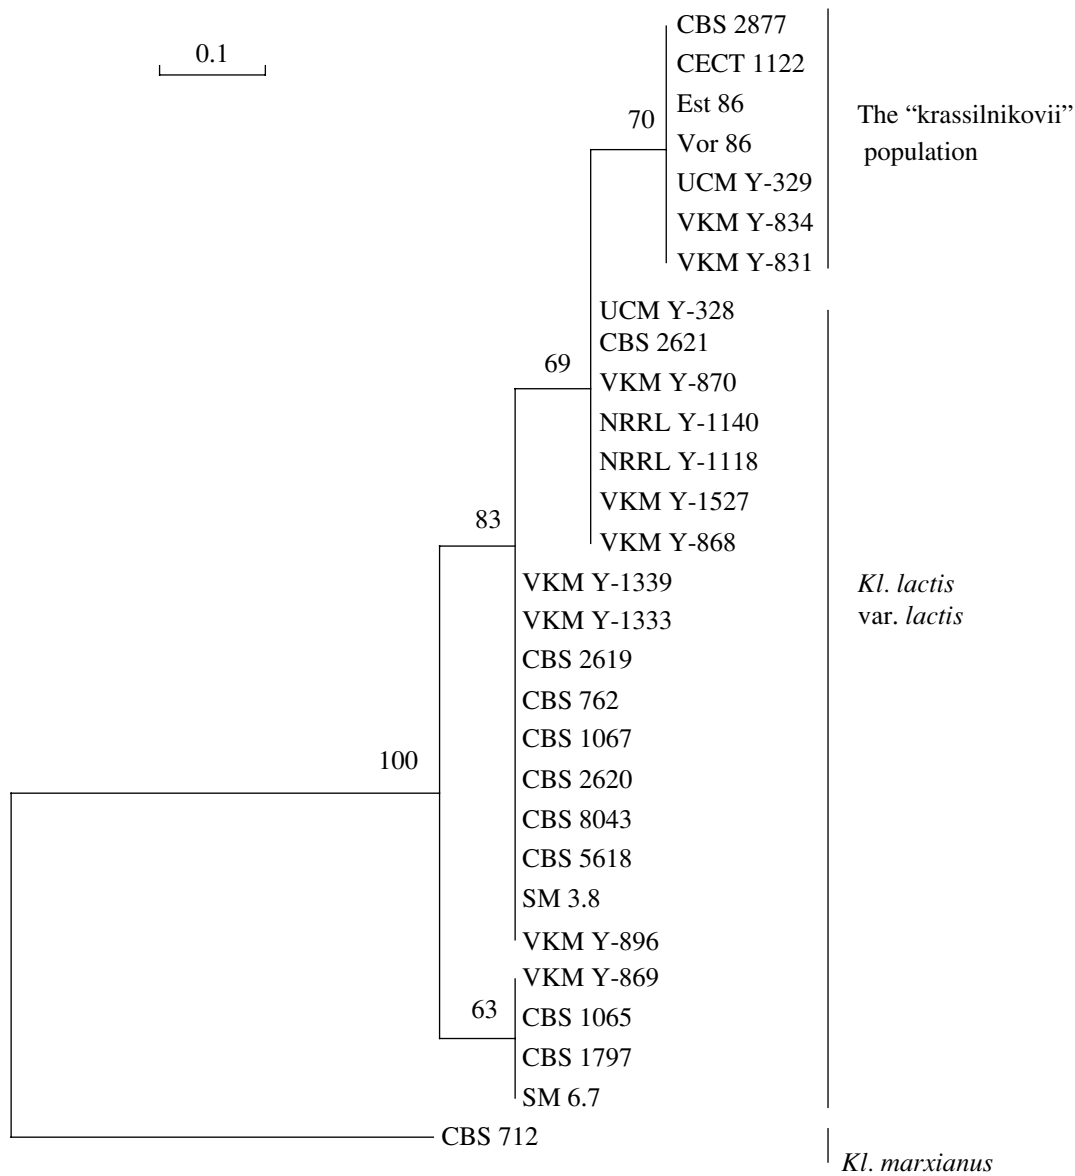 CBS 2877
0.1
CECT 1122
Est 86
The “krassilnikovii”
70
Vor 86
population
UCM Y-329
VKM Y-834
VKM Y-831
UCM Y-328
CBS 2621
69
VKM Y-870
NRRL Y-1140
NRRL Y-1118
VKM Y-1527
83
VKM Y-868
VKM Y-1339
Kl. lactis
VKM Y-1333
var. lactis
CBS 2619
CBS 762
CBS 1067
100
CBS 2620
CBS 8043
CBS 5618
SM 3.8
VKM Y-896
VKM Y-869
63
CBS 1065
CBS 1797
SM 6.7
CBS 712
Kl. marxianus